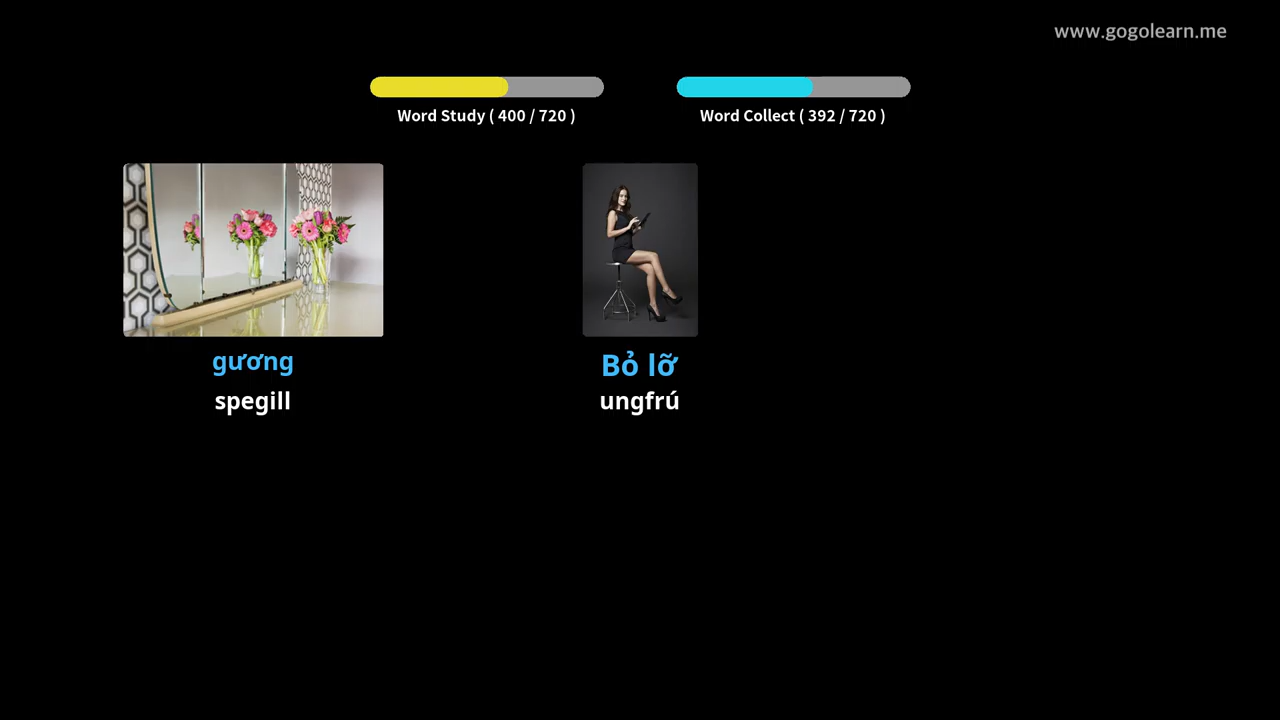 www.gogolearn.me
Word Study ( 400 / 720 )
Word Collect ( 392 / 720 )
gương
spegill
Bỏ lỡ
ungfrú